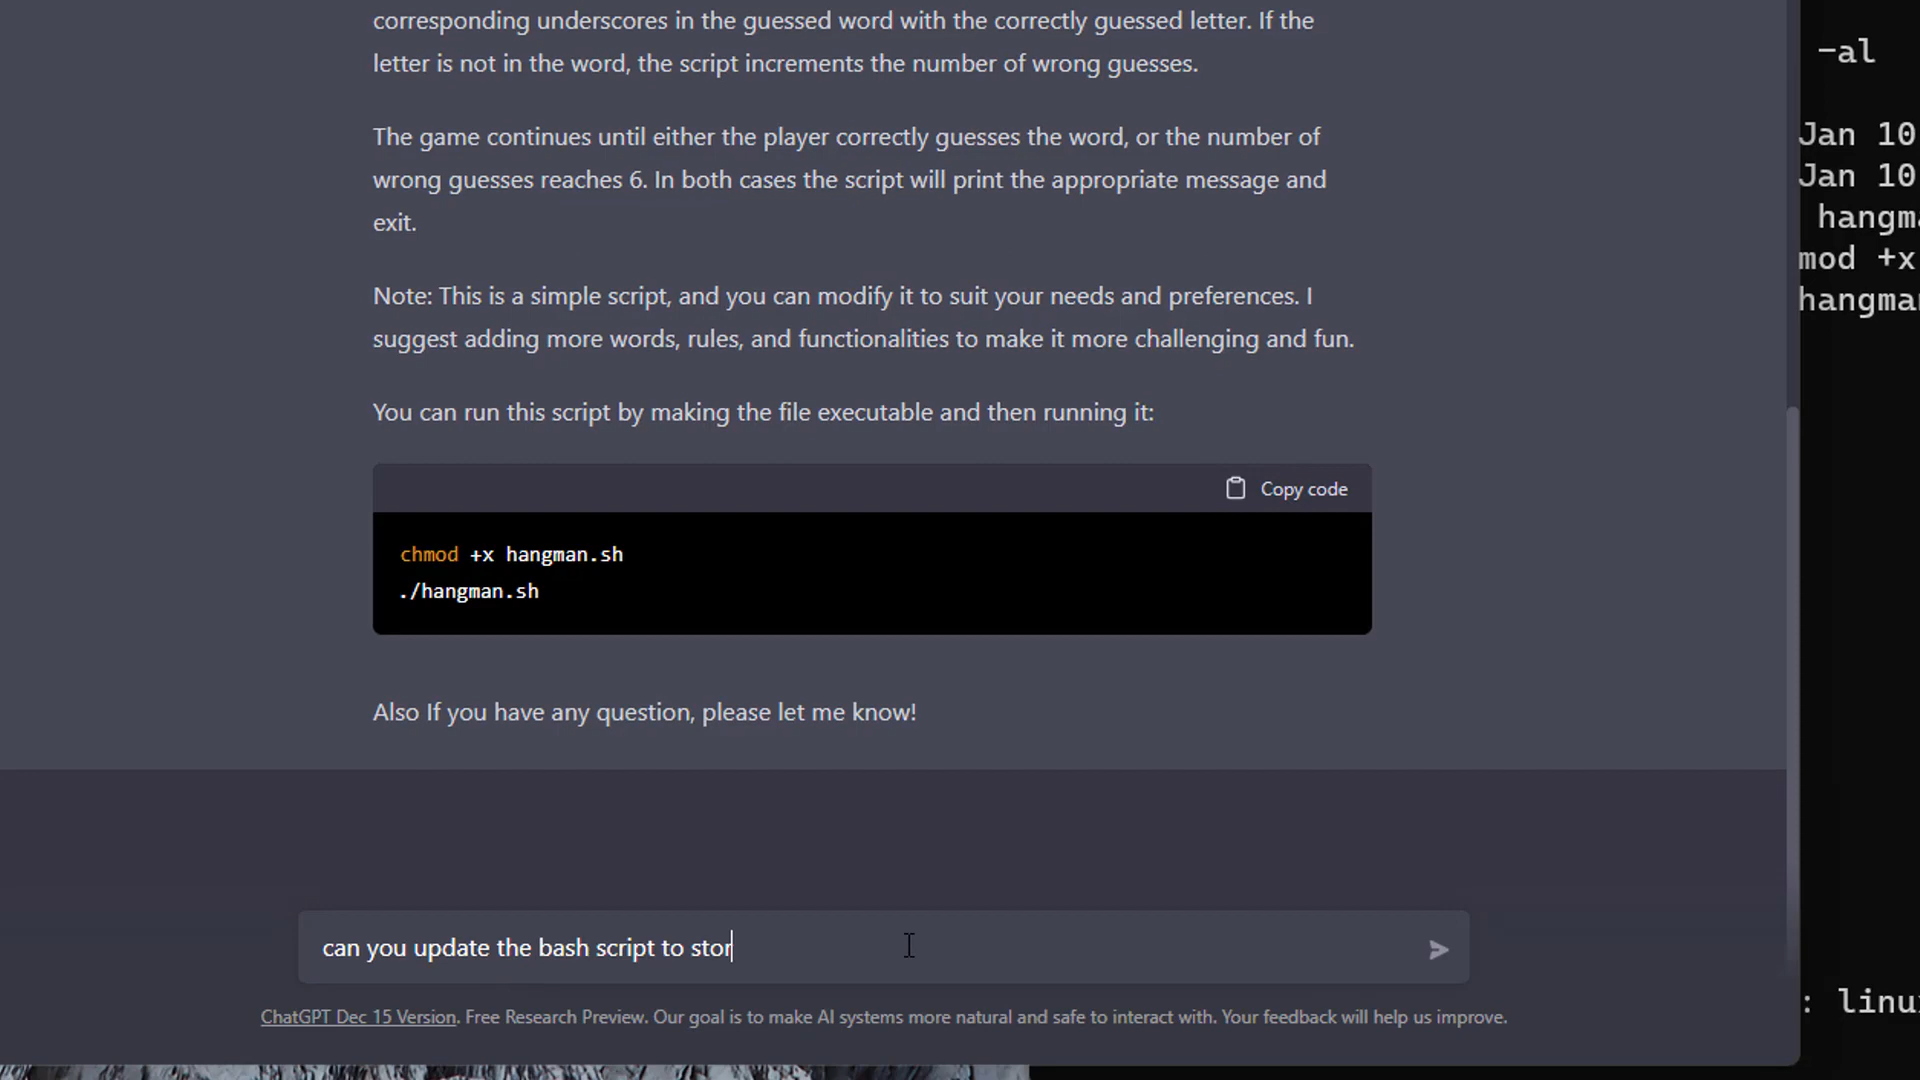 corresponding underscores in the guessed word with the correctly guessed letter. If the
letter is not in the word, the script increments the number of wrong guesses.
The game continues until either the player correctly guesses the word, or the number of
wrong guesses reaches 6. In both cases the script will print the appropriate message and
exit.
Note: This is a simple script, and you can modify it to suit your needs and preferences. I
suggest adding more words, rules, and functionalities to make it more challenging and fun.
You can run this script by making the file executable and then running it:
Copy code
chmod +x hangman.sh
./hangman.sh
Also If you have any question, please let me know!
can you update the bash script to stor
ChatGPT Dec 15 Version. Free Research Preview. Our goal is to make AI systems more natural and safe to interact with. Your feedback will help us improve.
-al
Jan 10
Jan 10
hangm
mod +x
hangman
: linu